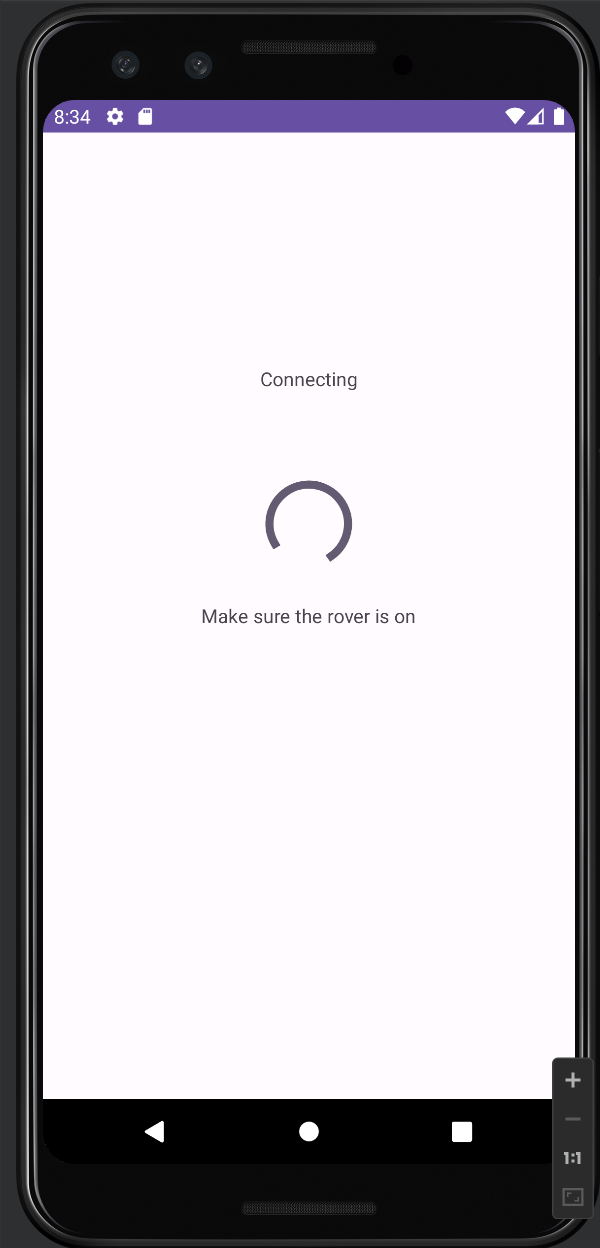 8:34
Connecting
Make sure the rover is on
1:1